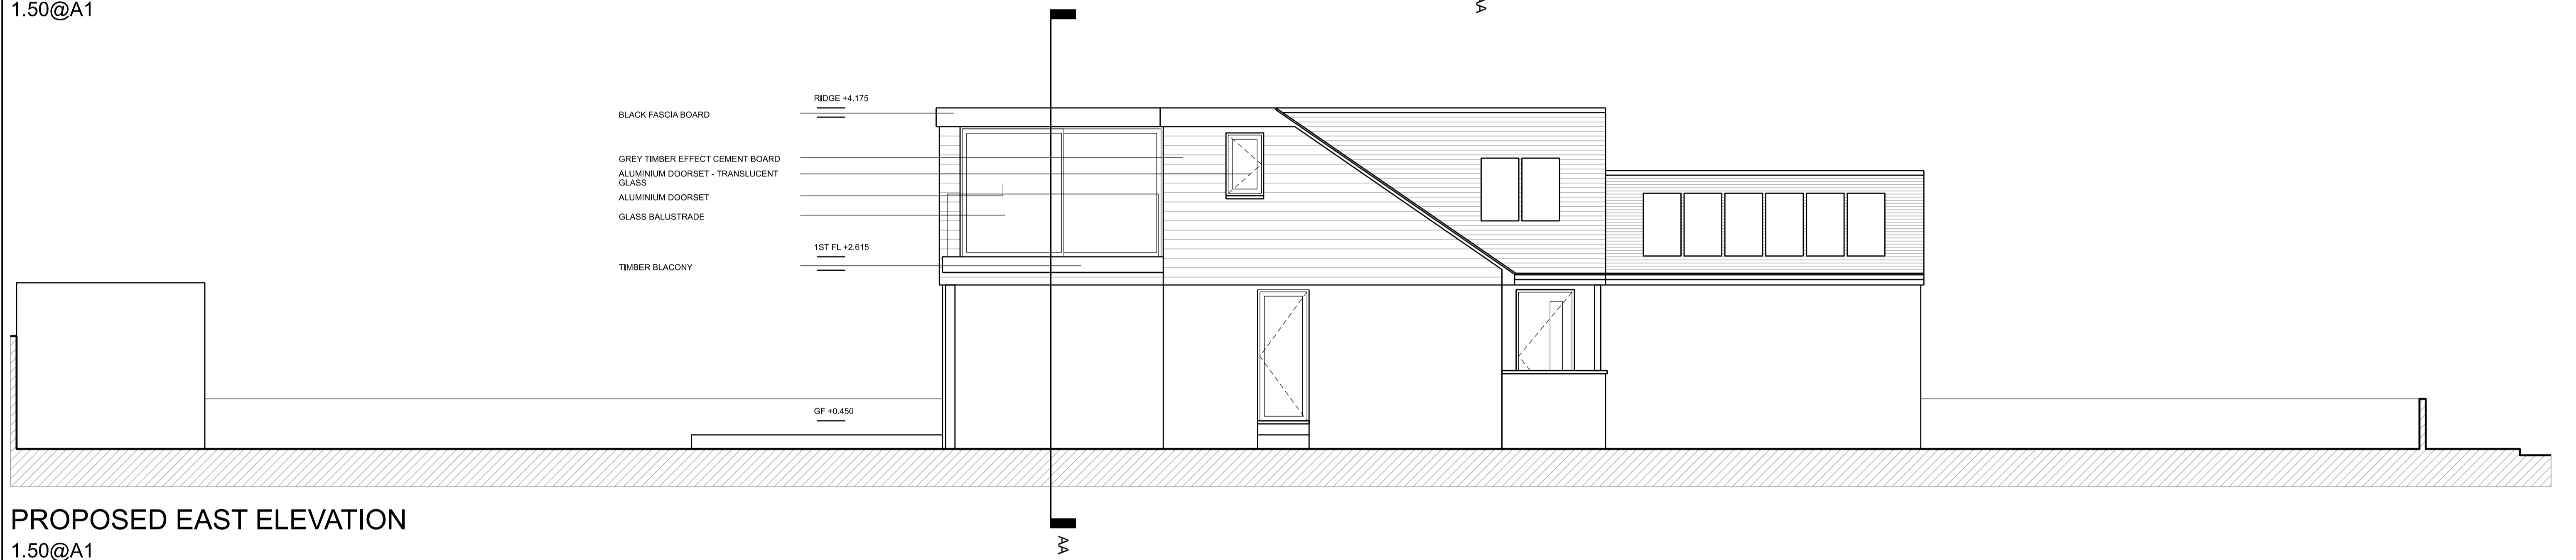 1.50@A1
AA
RIDGE +4.175
BLACK FASCIA BOARD
GREY TIMBER EFFECT CEMENT BOARD
ALUMINIUM DOORSET - TRANSLUCENT
GLASS
ALUMINIUM DOORSET
GLASS BALUSTRADE
1ST FL +2.615
TIMBER BLACONY
GF +0.450
PROPOSED EAST ELEVATION
1.50@A1
AA